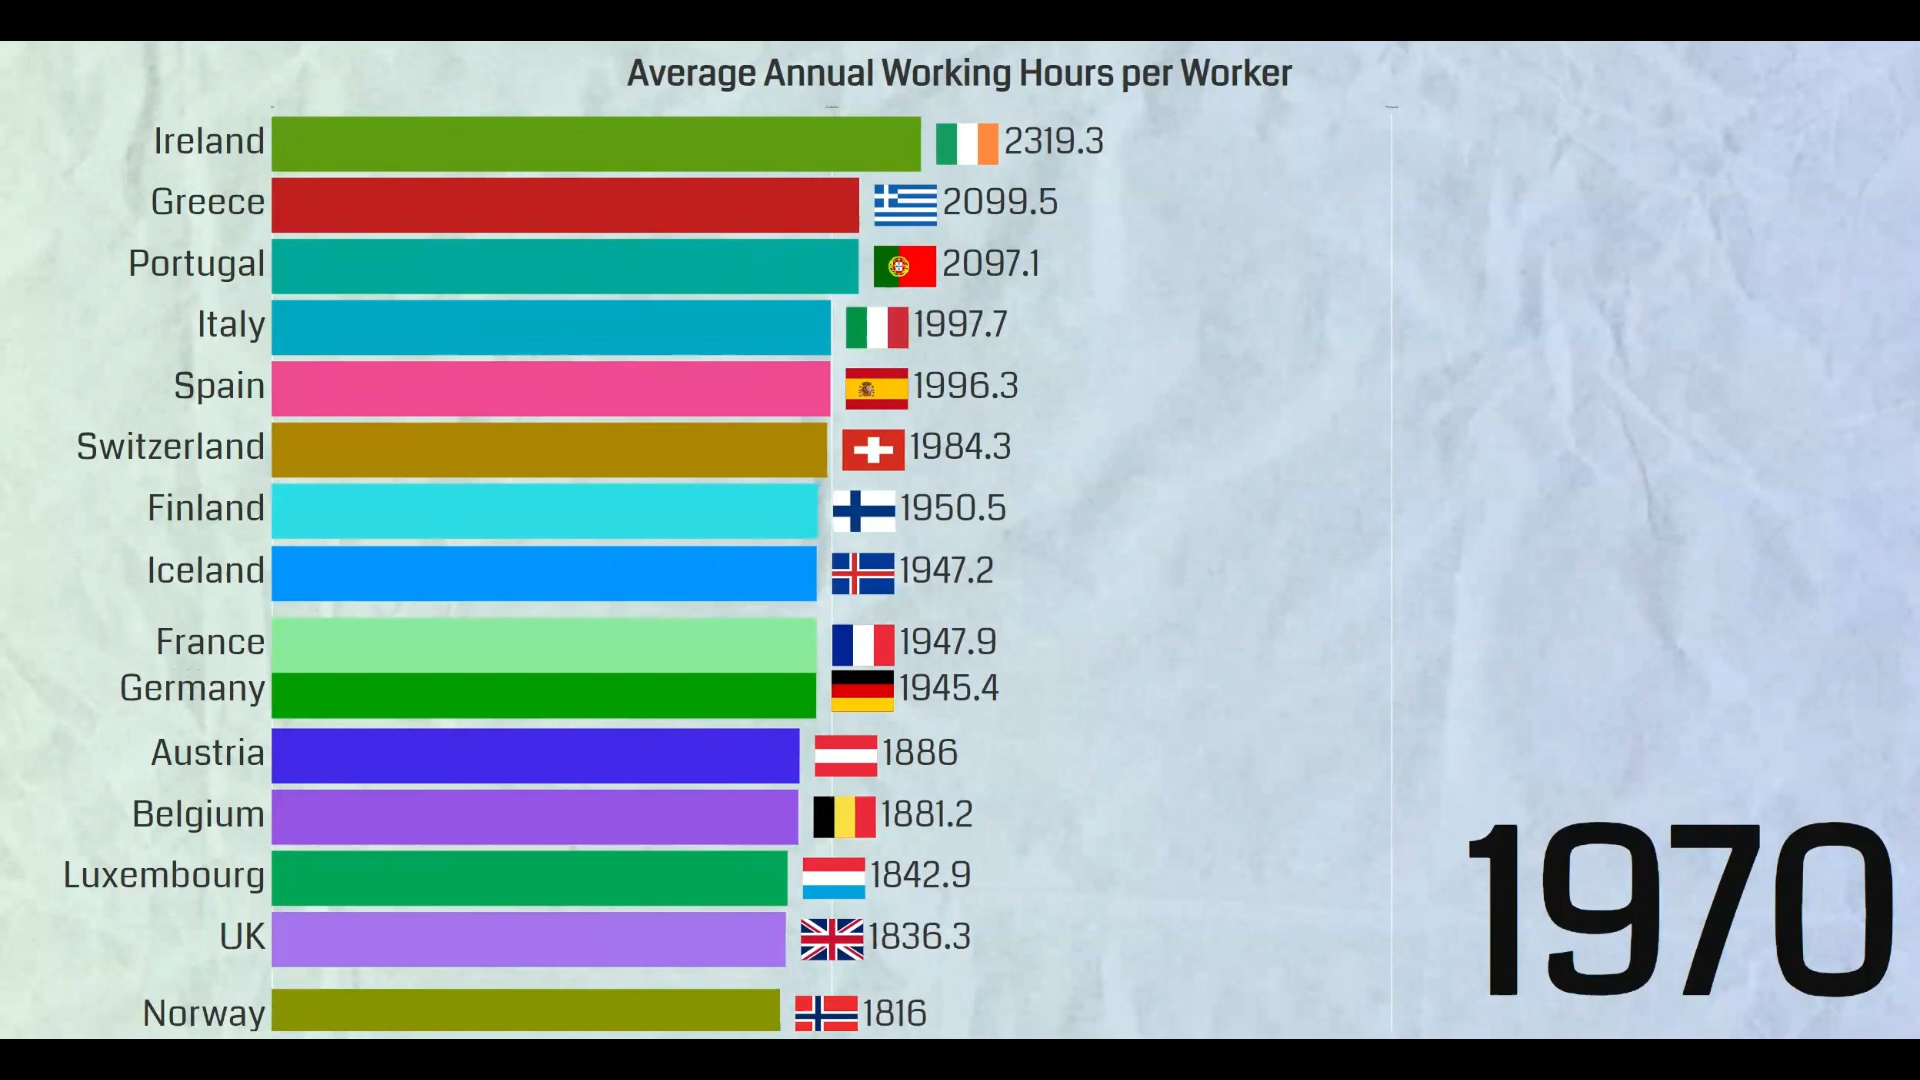 Average Annual Working Hours per Worker
Ireland 2319.3
Greece 2099.5
Portugal 2097.1
Italy 1997.7
Spain 1996.3
Switzerland 1984.3
Finland 1950.5
Iceland 1947.2
France 1947.9
Germany 1945.4
Austria 1886
Belgium 1881.2
Luxembourg 1842.9
UK 1836.3
Norway 1816
1970